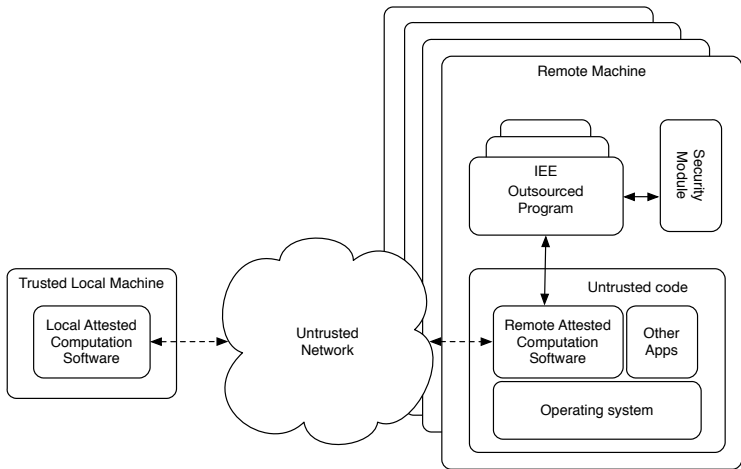 Remote Machine
IEE
Outsourced
Program
Security
Module
Trusted Local Machine
Local Attested
Computation
Software
Untrusted
Network
Untrusted code
Remote Attested
Computation
Software
Other
Apps
Operating system